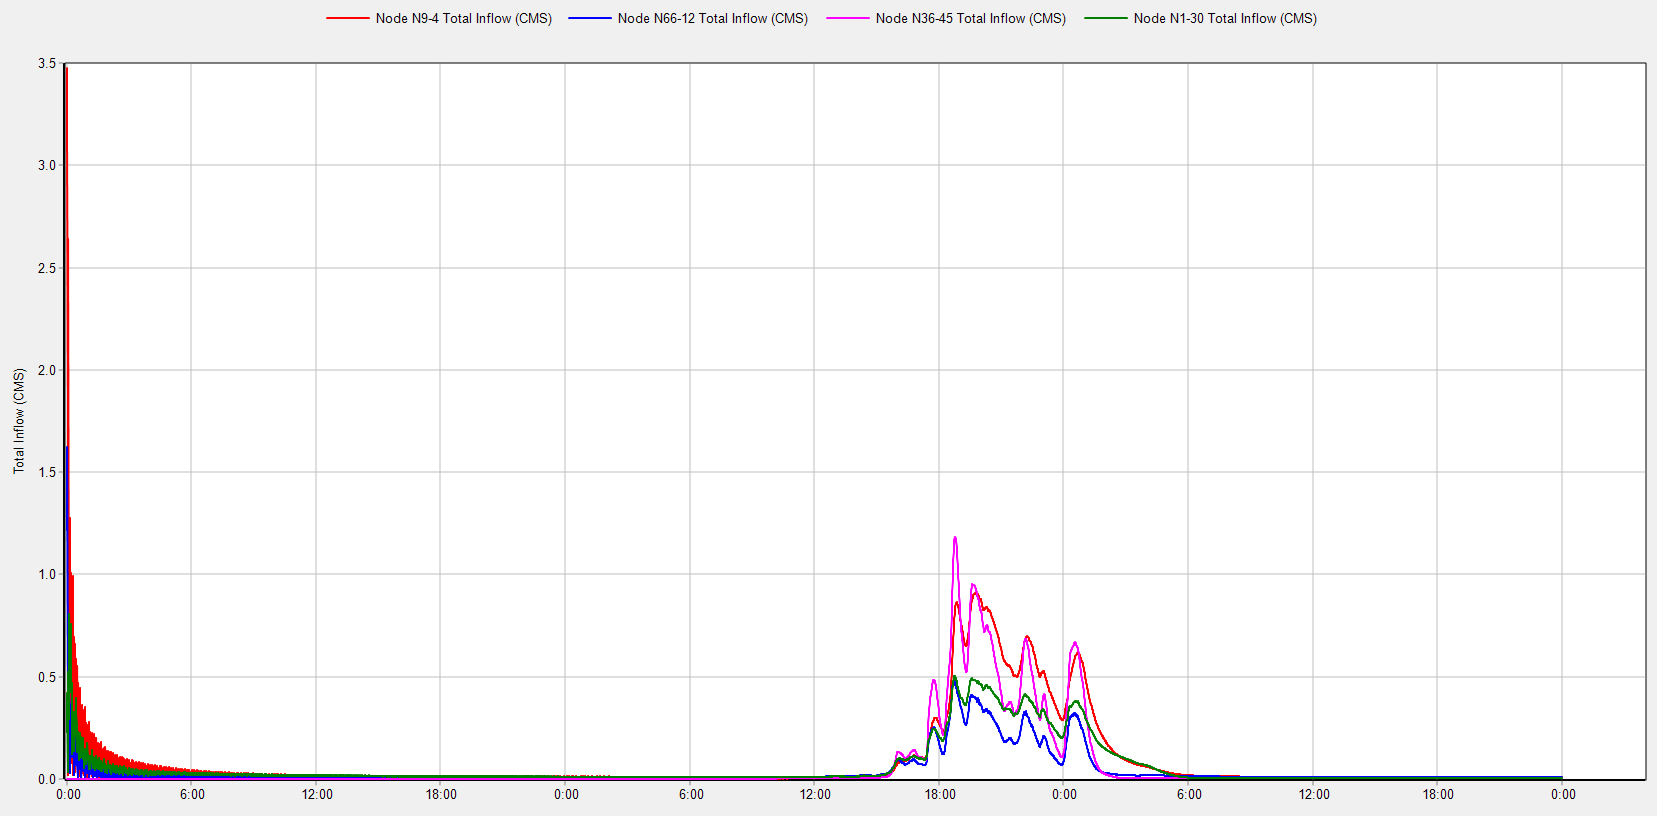 Node N9-4 Total Inflow (CMS) Node N66-12 Total Inflow (CMS) Node N36-45 Total Inflow (CMS) Node N1-30 Total Inflow (CMS)
Total Inflow (CMS)
3.5
3.0
2.5
2.0
1.5
1.0
0.5
0.0
0:00 6:00 12:00 18:00 0:00 6:00 12:00 18:00 0:00 6:00 12:00 18:00 0:00